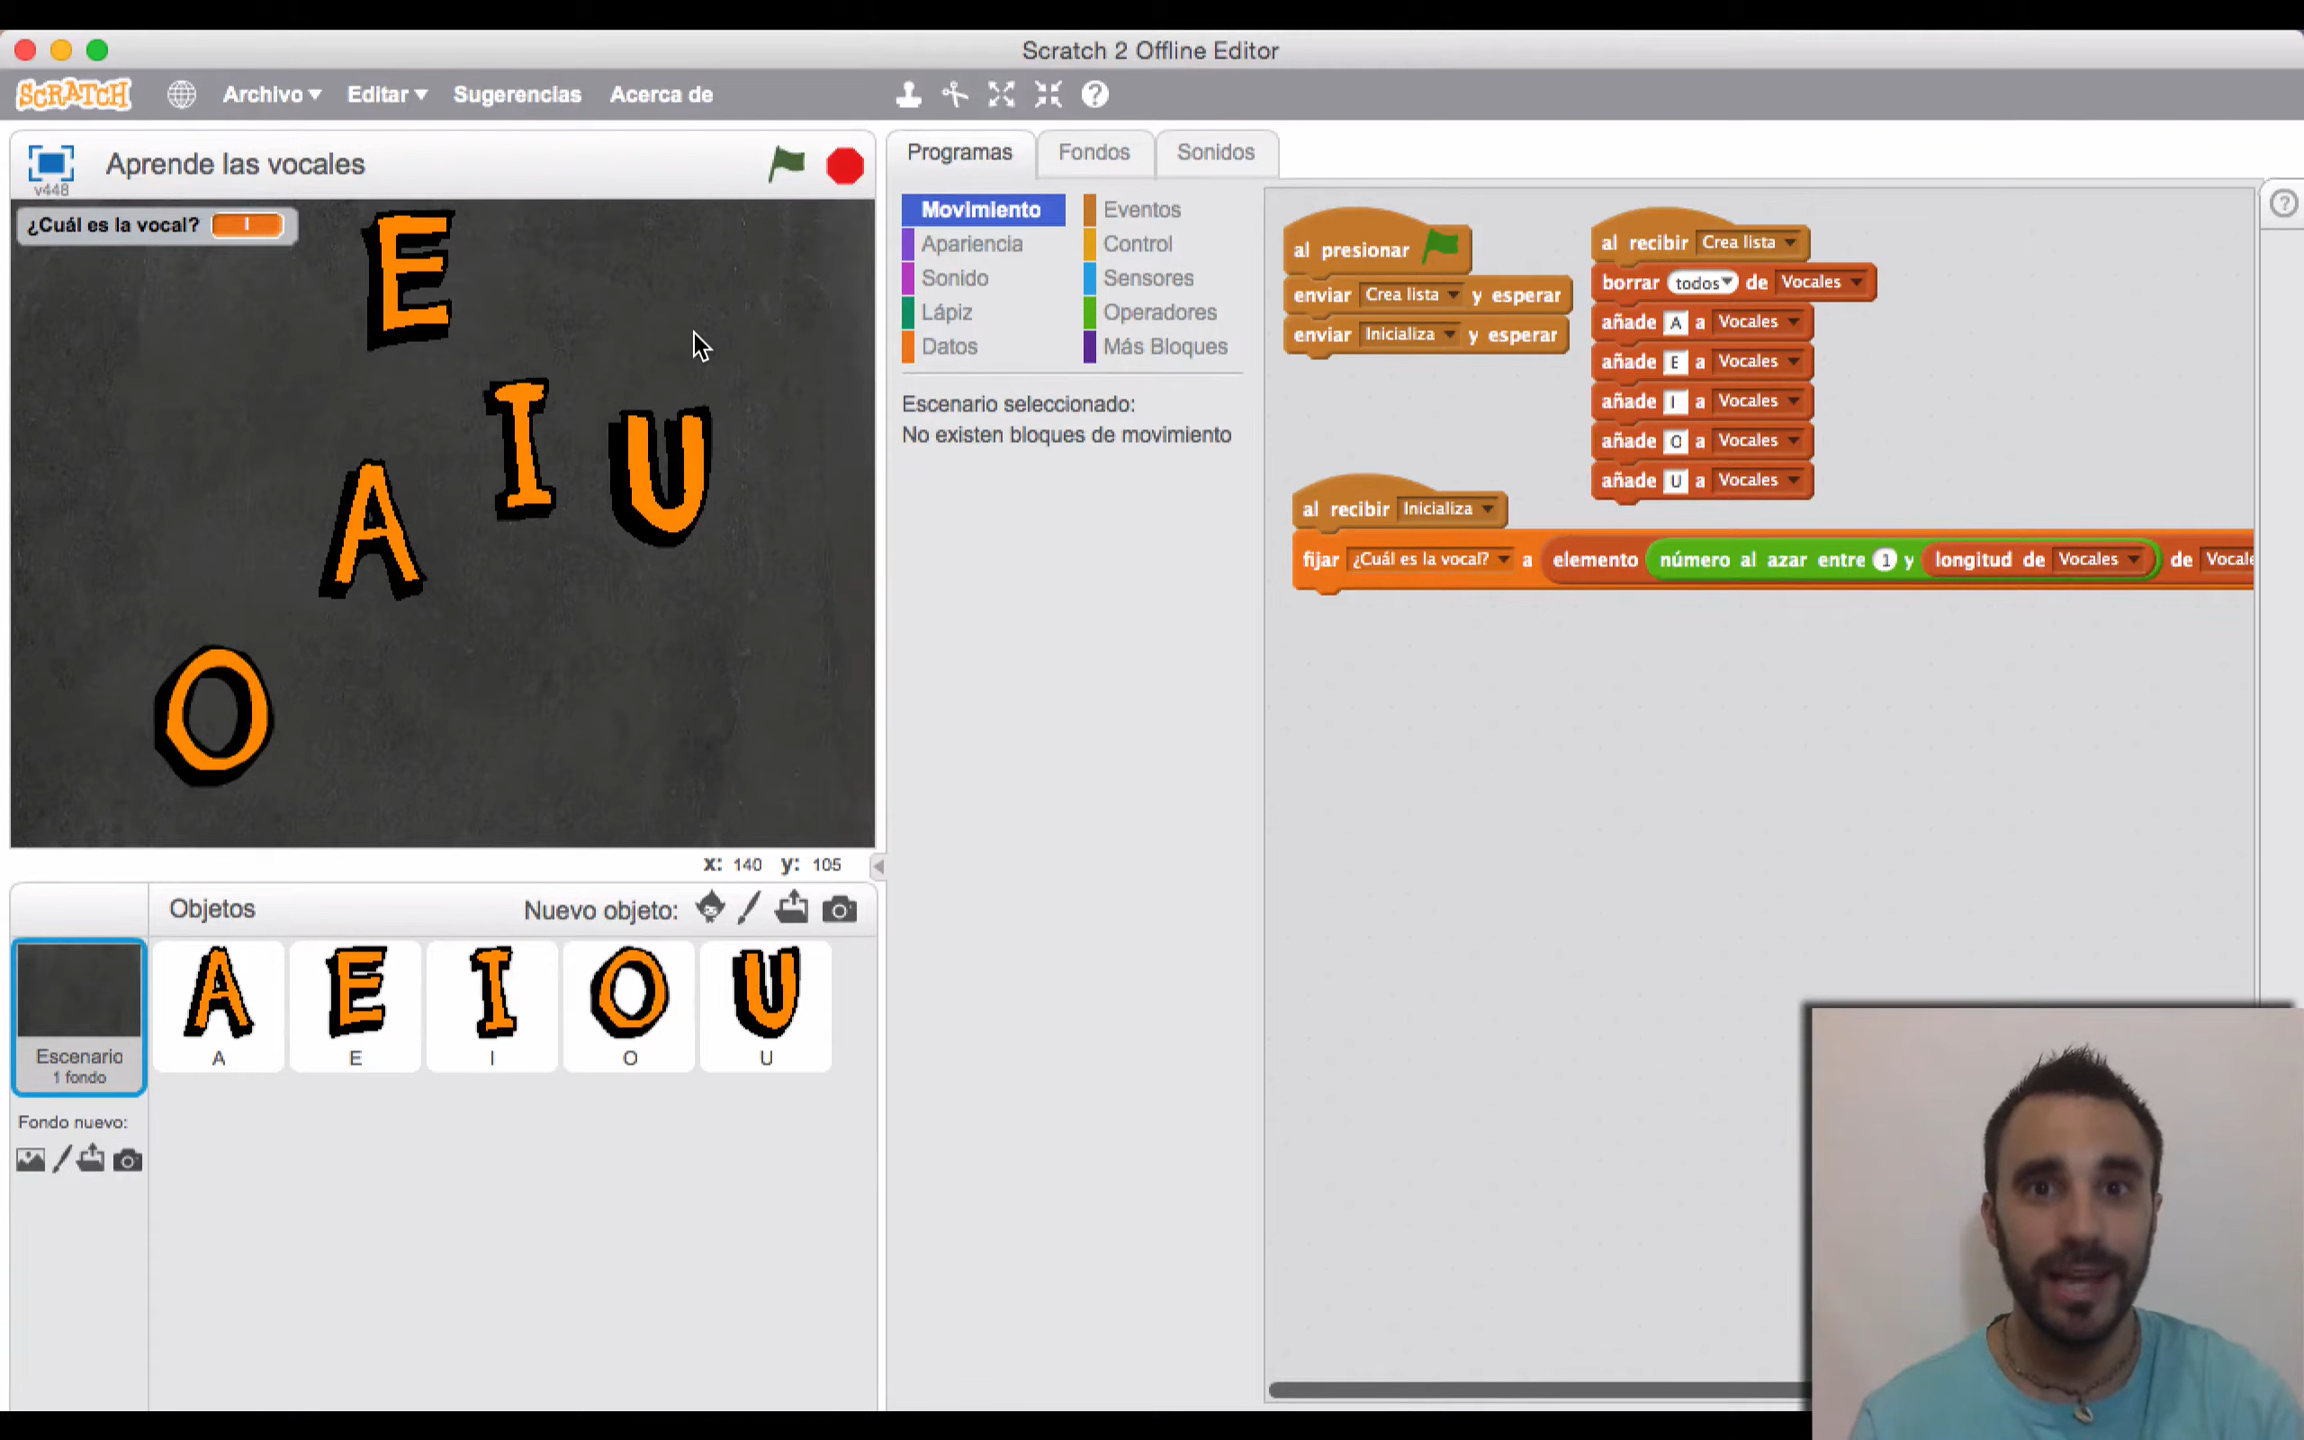 Scratch 2 Offline Editor
SCRATCH Archivo Editar Sugerencias Acerca de ?
v448 Aprende las vocales
¿Cuál es la vocal? I
E
I
U
A
O
x: 140 y: 105
Objetos Nuevo objeto:
A E I O U
A E I O U
Escenario
1 fondo
Fondo nuevo:
Programas Fondos Sonidos
Movimiento Eventos
Apariencia Control
Sonido Sensores
Lápiz Operadores
Datos Más Bloques
Escenario seleccionado:
No existen bloques de movimiento
al presionar
enviar Crea lista y esperar
enviar Inicializa y esperar
al recibir Crea lista
borrar todos de Vocales
añade A a Vocales
añade E a Vocales
añade I a Vocales
añade O a Vocales
añade U a Vocales
al recibir Inicializa
fijar ¿Cuál es la vocal? a elemento número al azar entre 1 y longitud de Vocales de Vocale
?